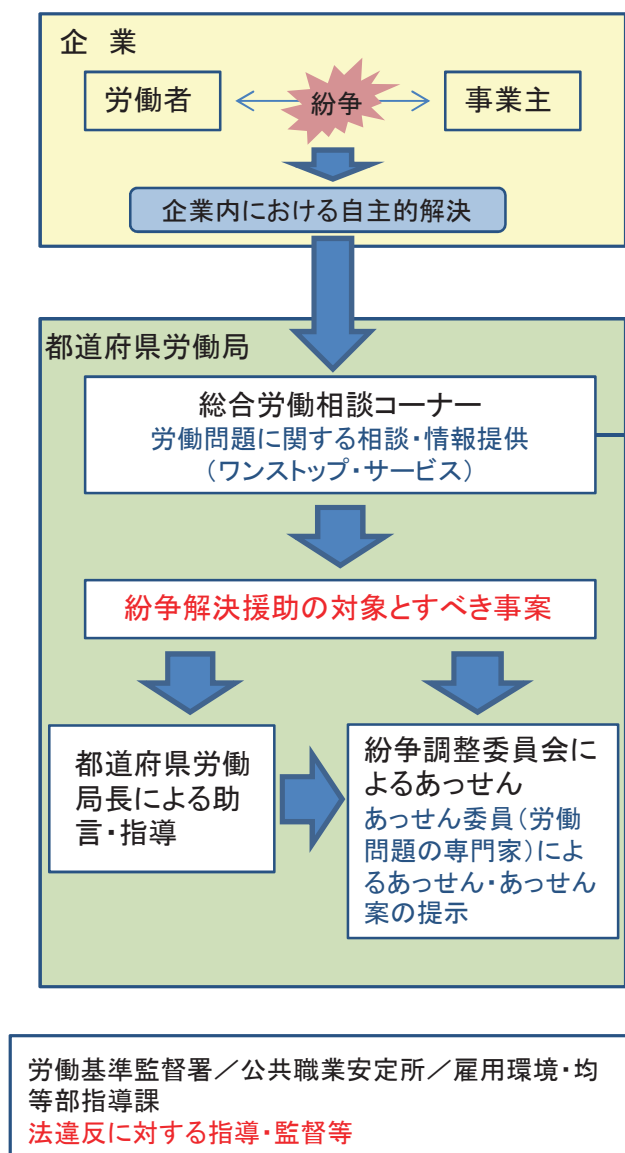 企 業
労働者
紛争
事業主
企業内における自主的解決
都道府県労働局
総合労働相談コーナー
労働問題に関する相談・情報提供
（ワンストップ・サービス）
紛争解決援助の対象とすべき事案
都道府県労働
局長による助
言・指導
紛争調整委員会に
よるあっせん
あっせん委員（労働
問題の専門家）によ
るあっせん・あっせん
案の提示
労働基準監督署／公共職業安定所／雇用環境・均
等部指導課
法違反に対する指導・監督等